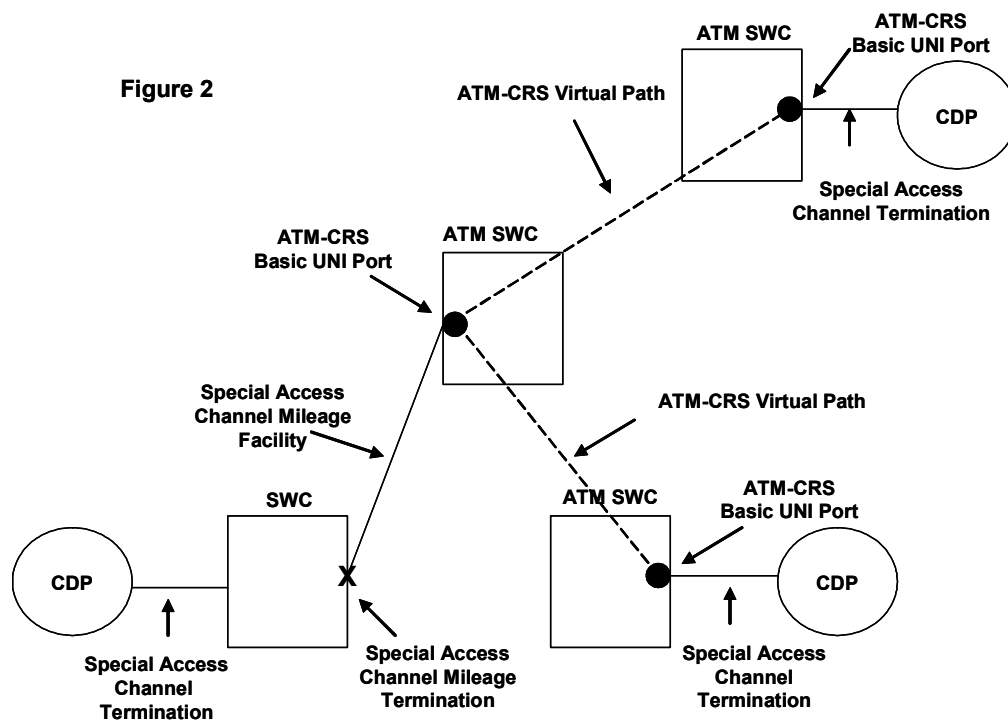 Figure 2
ATM SWC
ATM-CRS
Basic UNI Port
ATM-CRS Virtual Path
CDP
Special Access
Channel Termination
ATM-CRS
Basic UNI Port
ATM SWC
Special Access
Channel Mileage
Facility
ATM-CRS Virtual Path
SWC
ATM SWC
ATM-CRS
Basic UNI Port
CDP
X
CDP
Special Access
Channel
Termination
Special Access
Channel Mileage
Termination
Special Access
Channel
Termination